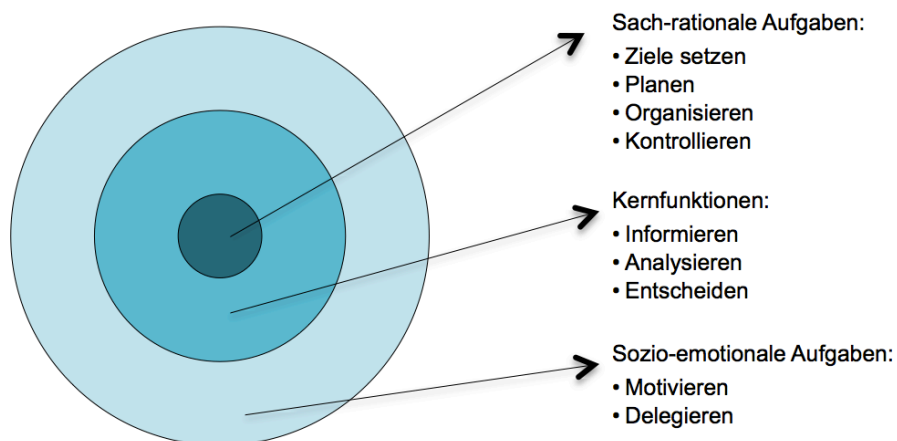 Sach-rationale Aufgaben:
• Ziele setzen
• Planen
• Organisieren
• Kontrollieren
Kernfunktionen:
• Informieren
• Analysieren
• Entscheiden
Sozio-emotionale Aufgaben:
• Motivieren
• Delegieren